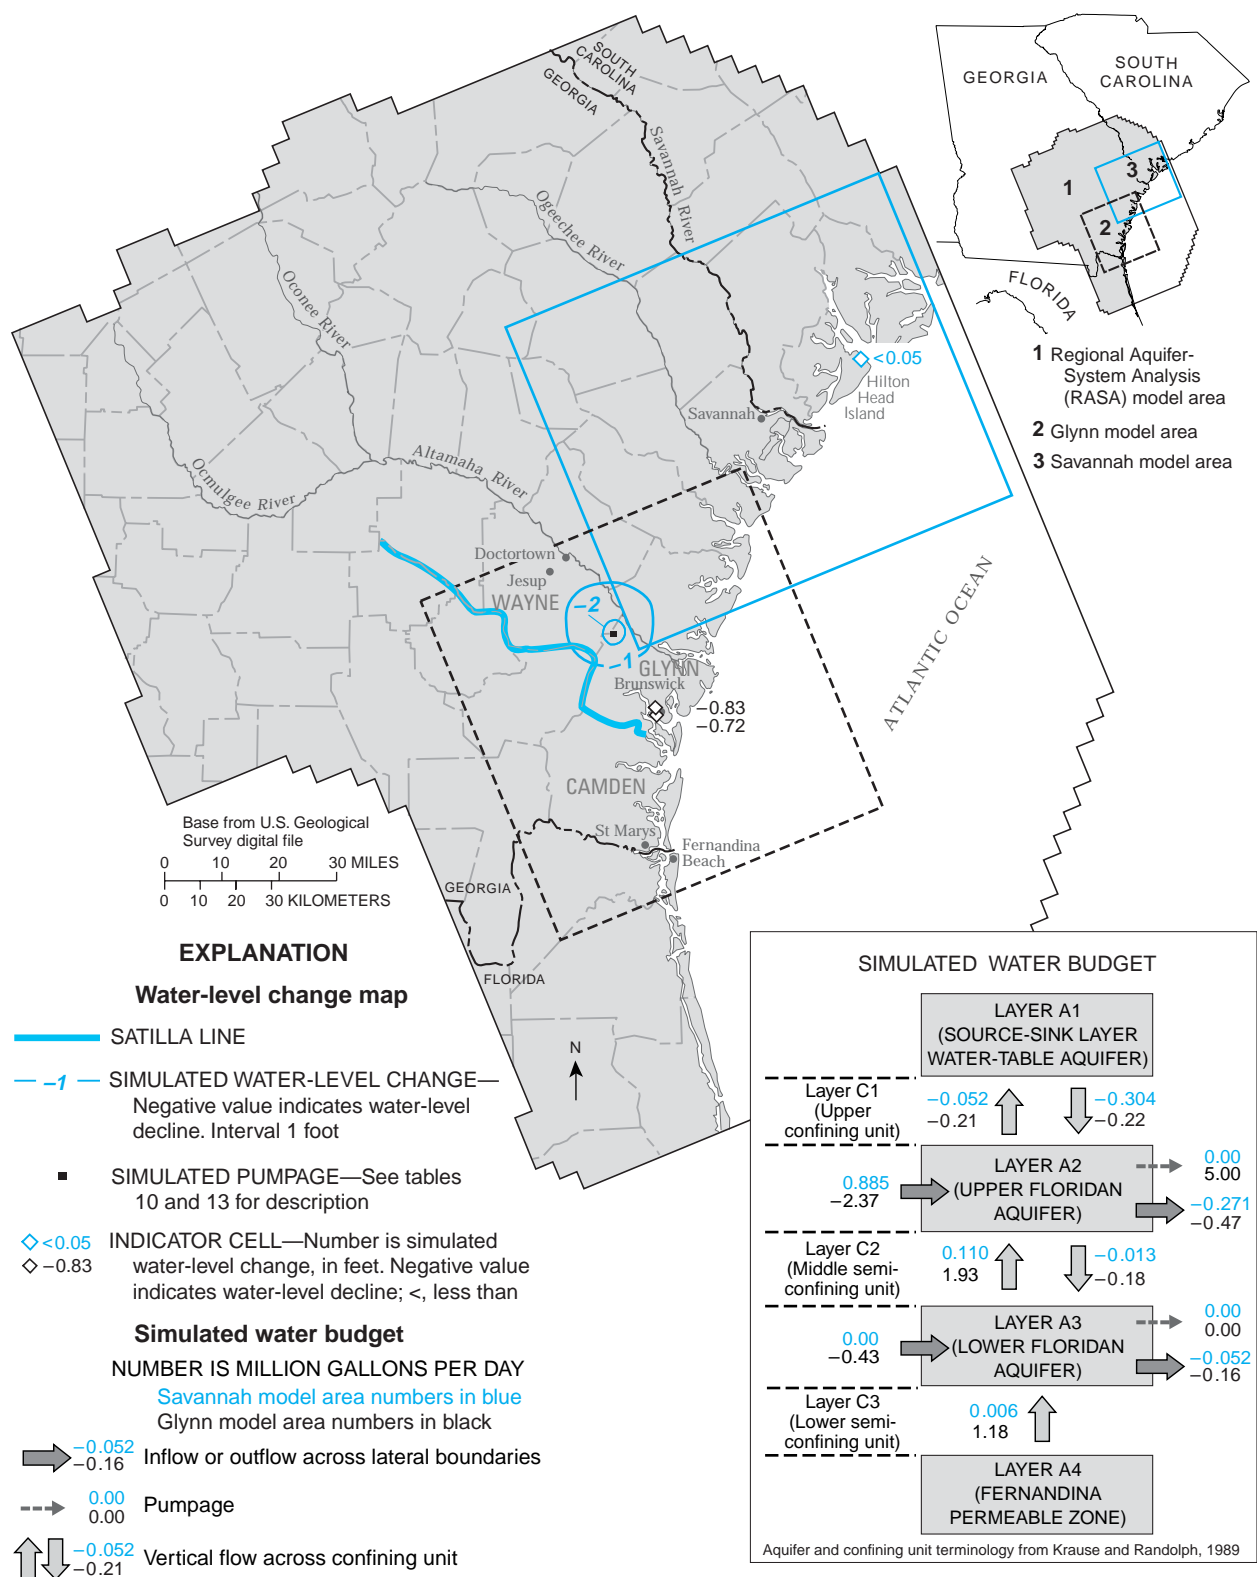 SOUTH
CAROLINA
GEORGIA
Savannah River
Ogeechee River
Oconee River
Ocmulgee River
Altamaha River
<0.05
Hilton
Head
Island
Savannah
Doctortown
Jesup
WAYNE
–2
–1
GLYNN
Brunswick
–0.83
–0.72
CAMDEN
St Marys
Fernandina
Beach
ATLANTIC OCEAN
GEORGIA
FLORIDA
N
GEORGIA
SOUTH
CAROLINA
FLORIDA
1
2
3
1 Regional Aquifer-
System Analysis
(RASA) model area
2 Glynn model area
3 Savannah model area
Base from U.S. Geological
Survey digital file
0 10 20 30 MILES
0 10 20 30 KILOMETERS
EXPLANATION
Water-level change map
SATILLA LINE
–1 SIMULATED WATER-LEVEL CHANGE—
Negative value indicates water-level
decline. Interval 1 foot
SIMULATED PUMPAGE—See tables
10 and 13 for description
<0.05 INDICATOR CELL—Number is simulated
–0.83 water-level change, in feet. Negative value
indicates water-level decline; <, less than
Simulated water budget
NUMBER IS MILLION GALLONS PER DAY
Savannah model area numbers in blue
Glynn model area numbers in black
–0.052
–0.16
Inflow or outflow across lateral boundaries
0.00
0.00
Pumpage
–0.052
–0.21
Vertical flow across confining unit
SIMULATED WATER BUDGET
LAYER A1
(SOURCE-SINK LAYER
WATER-TABLE AQUIFER)
Layer C1
(Upper
confining unit)
–0.052
–0.21
–0.304
–0.22
0.885
–2.37
LAYER A2
(UPPER FLORIDAN
AQUIFER)
0.00
5.00
–0.271
–0.47
Layer C2
(Middle semi-
confining unit)
0.110
1.93
–0.013
–0.18
0.00
–0.43
LAYER A3
(LOWER FLORIDAN
AQUIFER)
0.00
0.00
–0.052
–0.16
Layer C3
(Lower semi-
confining unit)
0.006
1.18
LAYER A4
(FERNANDINA
PERMEABLE ZONE)
Aquifer and confining unit terminology from Krause and Randolph, 1989